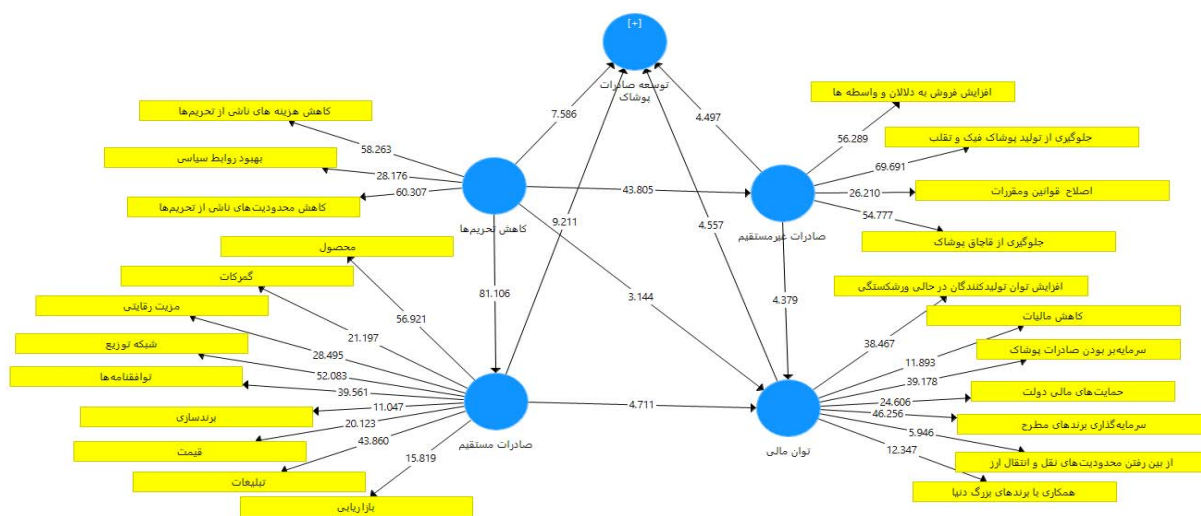 [+]
توسعه صادرات
پوشاک
7.586
4.497
9.211
4.557
کاهش هزینه های ناشی از تحریم‌ها
58.263
بهبود روابط سیاسی
28.176
کاهش محدودیت‌های ناشی از تحریم‌ها
60.307
کاهش تحریم‌ها
43.805
81.106
3.144
افزایش فروش به دلالان و واسطه ها
56.289
جلوگیری از تولید پوشاک فیک و تقلب
69.691
اصلاح قوانین ومقررات
26.210
جلوگیری از قاچاق پوشاک
54.777
صادرات غیرمستقیم
4.379
محصول
56.921
گمرکات
21.197
مزیت رقابتی
28.495
شبکه توزیع
52.083
توافقنامه‌ها
39.561
برندسازی
11.047
قیمت
20.123
تبلیغات
43.860
بازاریابی
15.819
صادرات مستقیم
4.711
افزایش توان تولیدکنندگان در حالی ورشکستگی
38.467
کاهش مالیات
11.893
سرمایه‌بر بودن صادرات پوشاک
39.178
حمایت‌های مالی دولت
24.606
سرمایه‌گذاری برندهای مطرح
46.256
از بین رفتن محدودیت‌های نقل و انتقال ارز
5.946
همکاری با برندهای بزرگ دنیا
12.347
توان مالی